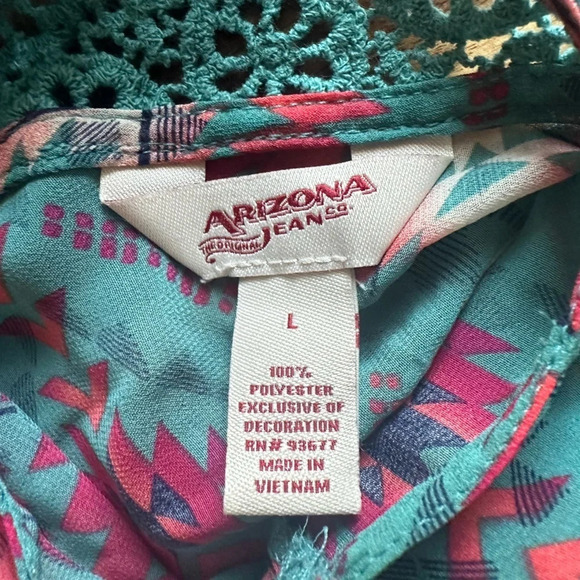 ARIZONA
THE ORIGINAL JEAN CO.
L
100%
POLYESTER
EXCLUSIVE OF
DECORATION
RN# 93677
MADE IN
VIETNAM